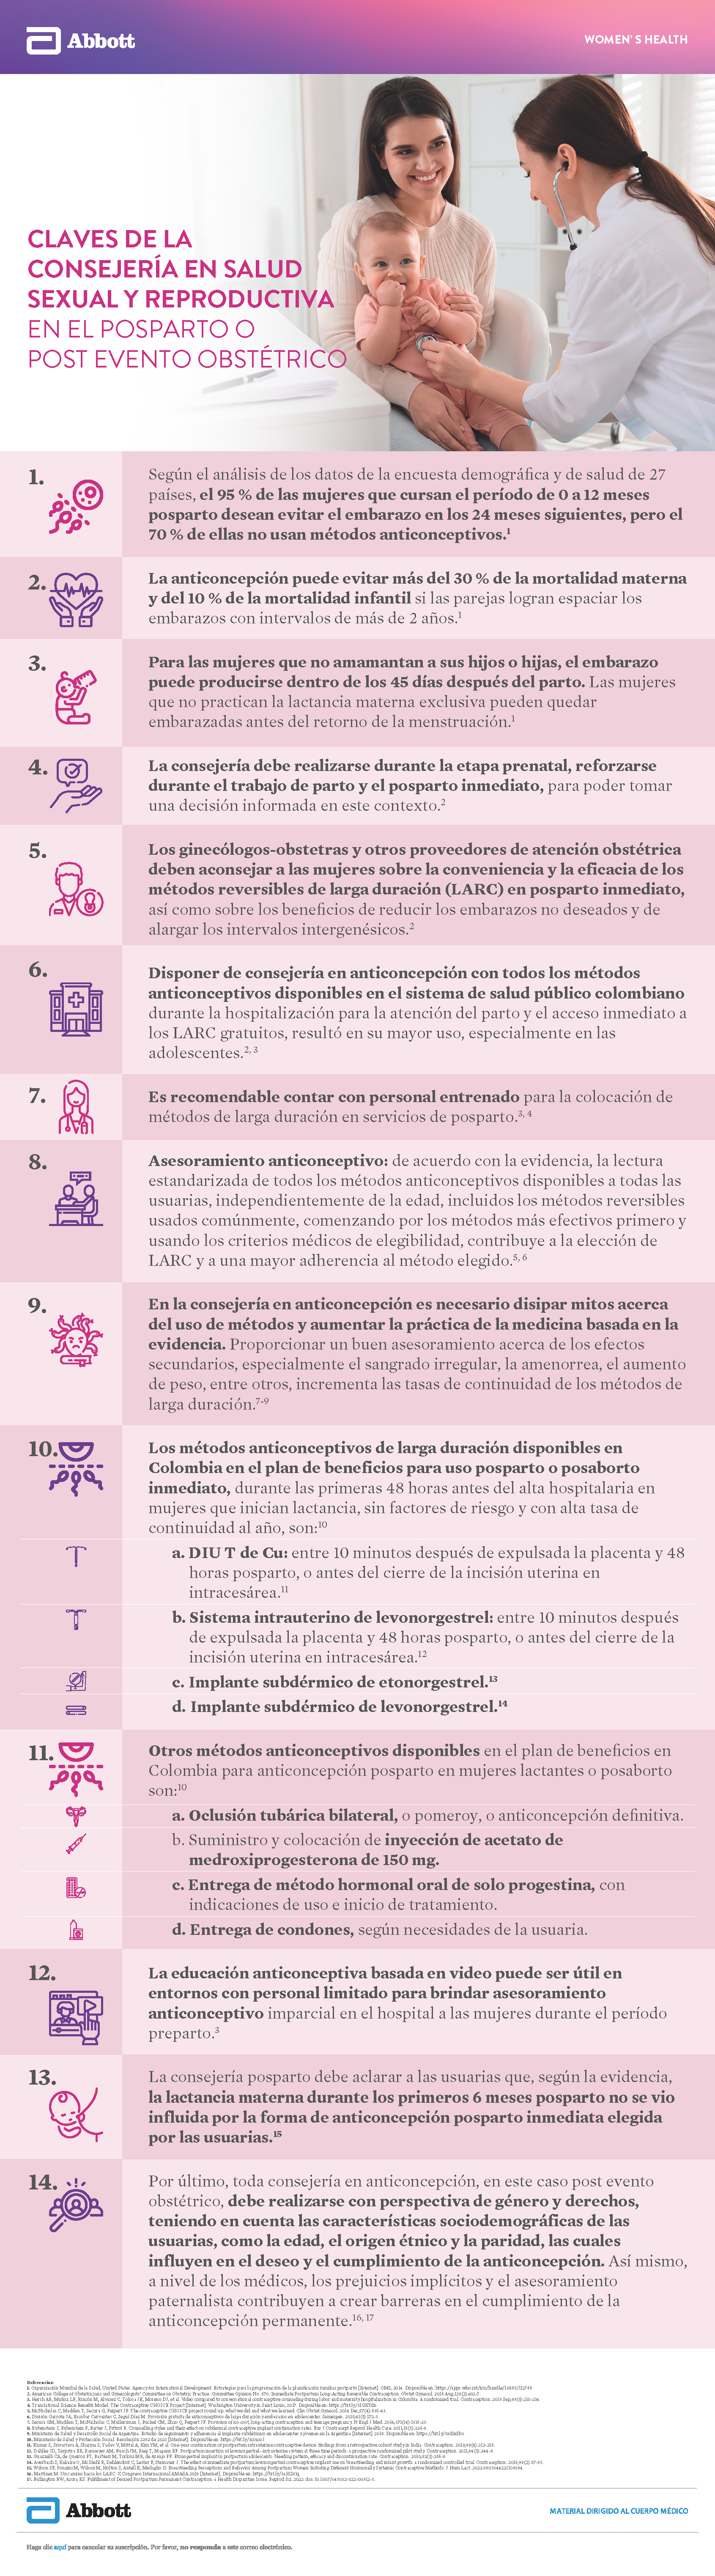 Abbott
WOMEN'S HEALTH
CLAVES DE LA
CONSEJERÍA EN SALUD
SEXUAL Y REPRODUCTIVA
EN EL POSPARTO O
POST EVENTO OBSTÉTRICO
1.
Según el análisis de los datos de la encuesta demográfica y de salud de 27
países, el 95 % de las mujeres que cursan el período de 0 a 12 meses
posparto desean evitar el embarazo en los 24 meses siguientes, pero el
70 % de ellas no usan métodos anticonceptivos.1
2.
La anticoncepción puede evitar más del 30 % de la mortalidad materna
y del 10 % de la mortalidad infantil si las parejas logran espaciar los
embarazos con intervalos de más de 2 años.1
3.
Para las mujeres que no amamantan a sus hijos o hijas, el embarazo
puede producirse dentro de los 45 días después del parto. Las mujeres
que no practican la lactancia materna exclusiva pueden quedar
embarazadas antes del retorno de la menstruación.1
4.
La consejería debe realizarse durante la etapa prenatal, reforzarse
durante el trabajo de parto y el posparto inmediato, para poder tomar
una decisión informada en este contexto.2
5.
Los ginecólogos-obstetras y otros proveedores de atención obstétrica
deben aconsejar a las mujeres sobre la conveniencia y la eficacia de los
métodos reversibles de larga duración (LARC) en posparto inmediato,
así como sobre los beneficios de reducir los embarazos no deseados y de
alargar los intervalos intergenésicos.2
6.
Disponer de consejería en anticoncepción con todos los métodos
anticonceptivos disponibles en el sistema de salud público colombiano
durante la hospitalización para la atención del parto y el acceso inmediato a
los LARC gratuitos, resultó en su mayor uso, especialmente en las
adolescentes.2, 3
7.
Es recomendable contar con personal entrenado para la colocación de
métodos de larga duración en servicios de posparto.3, 4
8.
Asesoramiento anticonceptivo: de acuerdo con la evidencia, la lectura
estandarizada de todos los métodos anticonceptivos disponibles a todas las
usuarias, independientemente de la edad, incluidos los métodos reversibles
usados comúnmente, comenzando por los métodos más efectivos primero y
usando los criterios médicos de elegibilidad, contribuye a la elección de
LARC y a una mayor adherencia al método elegido.5, 6
9.
En la consejería en anticoncepción es necesario disipar mitos acerca
del uso de métodos y aumentar la práctica de la medicina basada en la
evidencia. Proporcionar un buen asesoramiento acerca de los efectos
secundarios, especialmente el sangrado irregular, la amenorrea, el aumento
de peso, entre otros, incrementa las tasas de continuidad de los métodos de
larga duración.7-9
10.
Los métodos anticonceptivos de larga duración disponibles en
Colombia en el plan de beneficios para uso posparto o posaborto
inmediato, durante las primeras 48 horas antes del alta hospitalaria en
mujeres que inician lactancia, sin factores de riesgo y con alta tasa de
continuidad al año, son:10
a. DIU T de Cu: entre 10 minutos después de expulsada la placenta y 48
horas posparto, o antes del cierre de la incisión uterina en
intracesárea.11
b. Sistema intrauterino de levonorgestrel: entre 10 minutos después
de expulsada la placenta y 48 horas posparto, o antes del cierre de la
incisión uterina en intracesárea.12
c. Implante subdérmico de etonorgestrel.13
d. Implante subdérmico de levonorgestrel.14
11.
Otros métodos anticonceptivos disponibles en el plan de beneficios en
Colombia para anticoncepción posparto en mujeres lactantes o posaborto
son:10
a. Oclusión tubárica bilateral, o pomeroy, o anticoncepción definitiva.
b. Suministro y colocación de inyección de acetato de
medroxiprogesterona de 150 mg.
c. Entrega de método hormonal oral de solo progestina, con
indicaciones de uso e inicio de tratamiento.
d. Entrega de condones, según necesidades de la usuaria.
12.
La educación anticonceptiva basada en video puede ser útil en
entornos con personal limitado para brindar asesoramiento
anticonceptivo imparcial en el hospital a las mujeres durante el período
preparto.3
13.
La consejería posparto debe aclarar a las usuarias que, según la evidencia,
la lactancia materna durante los primeros 6 meses posparto no se vio
influida por la forma de anticoncepción posparto inmediata elegida
por las usuarias.15
14.
Por último, toda consejería en anticoncepción, en este caso post evento
obstétrico, debe realizarse con perspectiva de género y derechos,
teniendo en cuenta las características sociodemográficas de las
usuarias, como la edad, el origen étnico y la paridad, las cuales
influyen en el deseo y el cumplimiento de la anticoncepción. Así mismo,
a nivel de los médicos, los prejuicios implícitos y el asesoramiento
paternalista contribuyen a crear barreras en el cumplimiento de la
anticoncepción permanente.16, 17
Referencias:
Abbott
MATERIAL DIRIGIDO AL CUERPO MÉDICO
Haga clic aquí para cancelar su suscripción. Por favor, no responda a este correo electrónico.